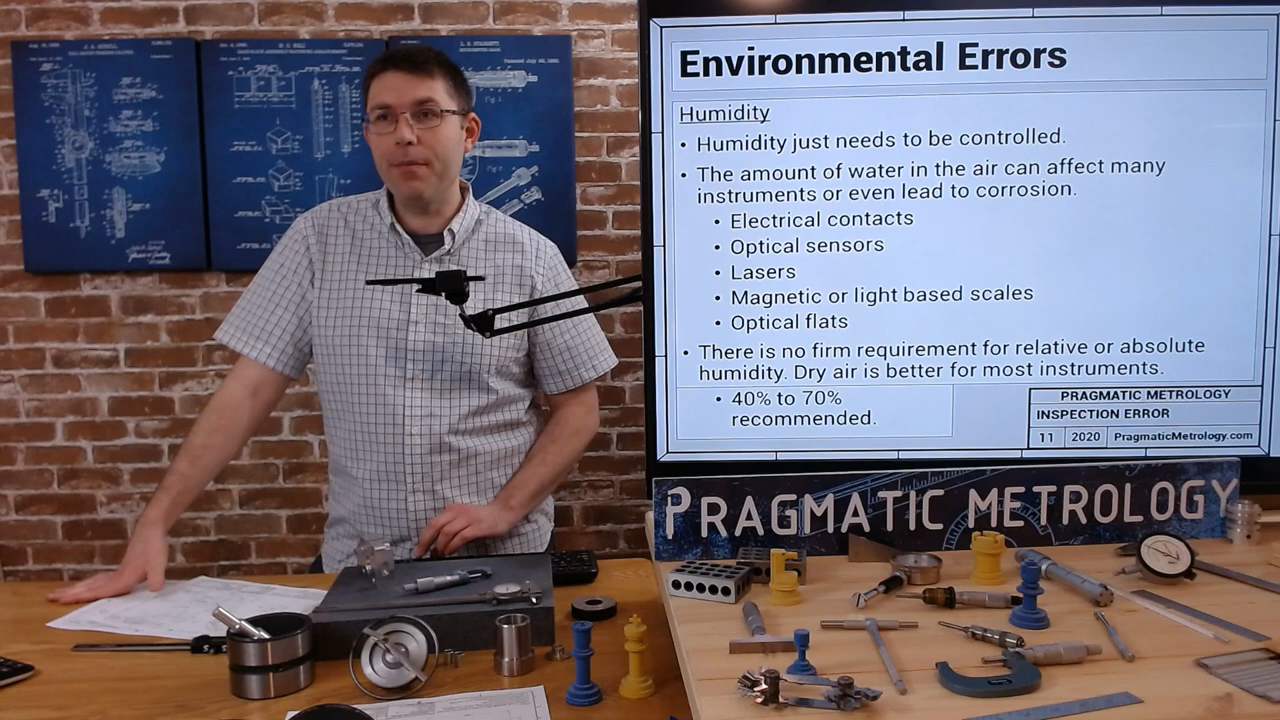 Environmental Errors
Humidity
• Humidity just needs to be controlled.
• The amount of water in the air can affect many
instruments or even lead to corrosion.
• Electrical contacts
• Optical sensors
• Lasers
• Magnetic or light based scales
• Optical flats
• There is no firm requirement for relative or absolute
humidity. Dry air is better for most instruments.
• 40% to 70%
recommended.
PRAGMATIC METROLOGY
INSPECTION ERROR
11 2020 PragmaticMetrology.com
PRAGMATIC METROLOGY